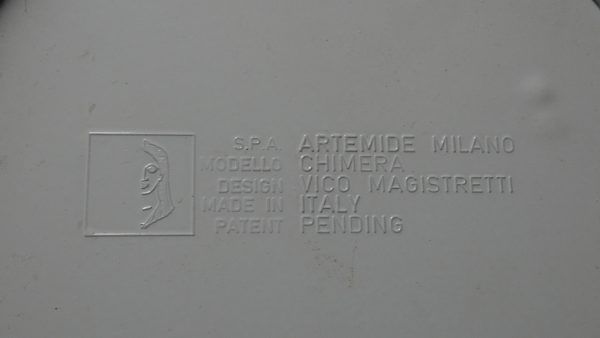 S.P.A. ARTEMIDE MILANO
MODELLO CHIMERA
DESIGN VICO MAGISTRETTI
MADE IN ITALY
PATENT PENDING